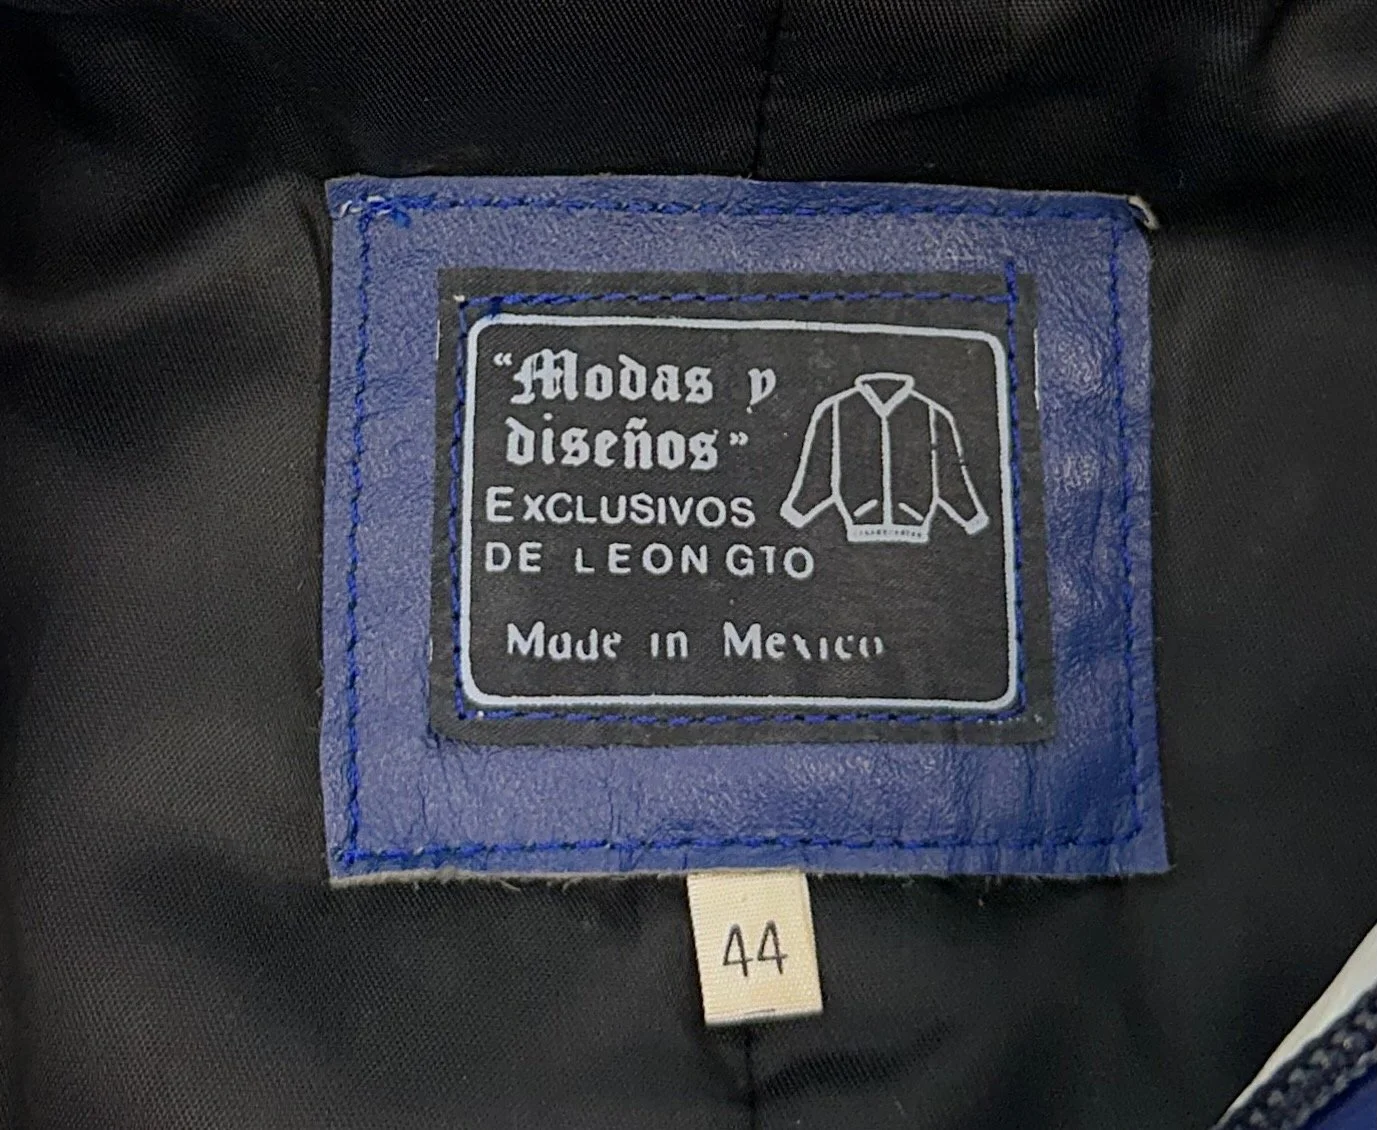 “Modas y
diseños”
EXCLUSIVOS
DE LEON GTO
Made in Mexico
44